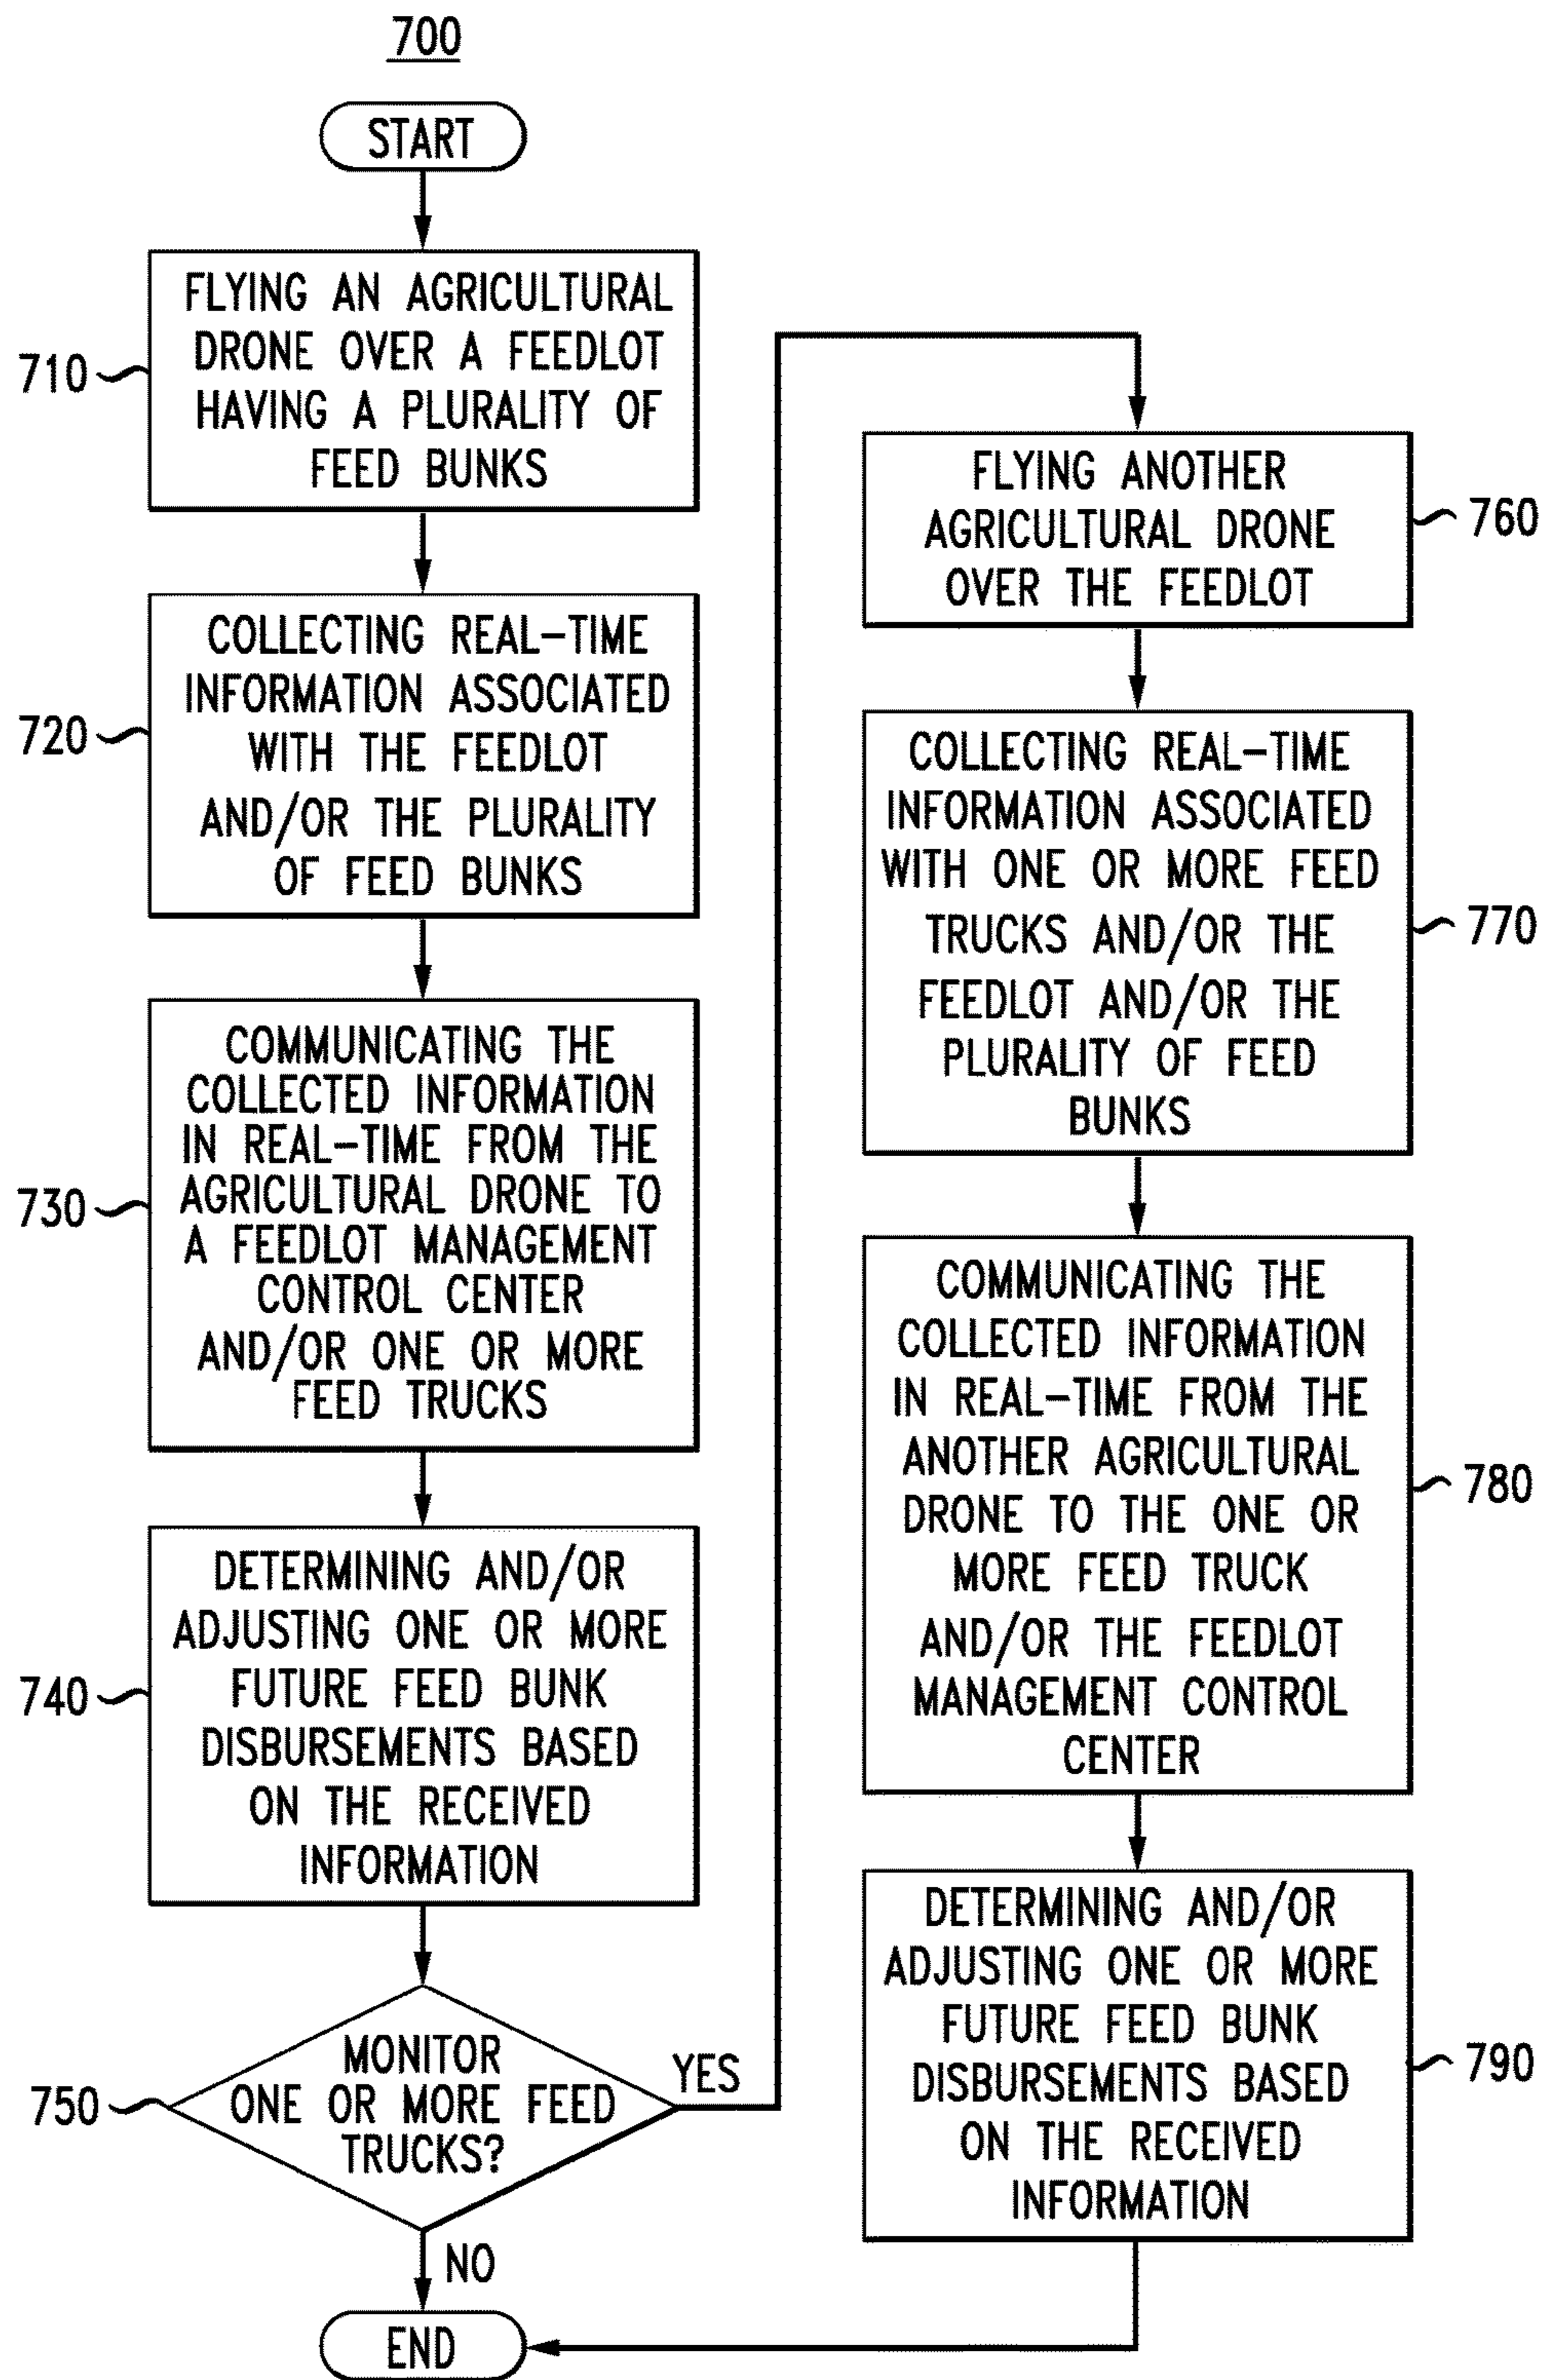 700
START
710
FLYING AN AGRICULTURAL
DRONE OVER A FEEDLOT
HAVING A PLURALITY OF
FEED BUNKS
720
COLLECTING REAL-TIME
INFORMATION ASSOCIATED
WITH THE FEEDLOT
AND/OR THE PLURALITY
OF FEED BUNKS
730
COMMUNICATING THE
COLLECTED INFORMATION
IN REAL-TIME FROM THE
AGRICULTURAL DRONE TO
A FEEDLOT MANAGEMENT
CONTROL CENTER
AND/OR ONE OR MORE
FEED TRUCKS
740
DETERMINING AND/OR
ADJUSTING ONE OR MORE
FUTURE FEED BUNK
DISBURSEMENTS BASED
ON THE RECEIVED
INFORMATION
750
MONITOR
ONE OR MORE FEED
TRUCKS?
YES
NO
END
FLYING ANOTHER
AGRICULTURAL DRONE
OVER THE FEEDLOT
760
COLLECTING REAL-TIME
INFORMATION ASSOCIATED
WITH ONE OR MORE FEED
TRUCKS AND/OR THE
FEEDLOT AND/OR THE
PLURALITY OF FEED
BUNKS
770
COMMUNICATING THE
COLLECTED INFORMATION
IN REAL-TIME FROM THE
ANOTHER AGRICULTURAL
DRONE TO THE ONE OR
MORE FEED TRUCK
AND/OR THE FEEDLOT
MANAGEMENT CONTROL
CENTER
780
DETERMINING AND/OR
ADJUSTING ONE OR MORE
FUTURE FEED BUNK
DISBURSEMENTS BASED
ON THE RECEIVED
INFORMATION
790